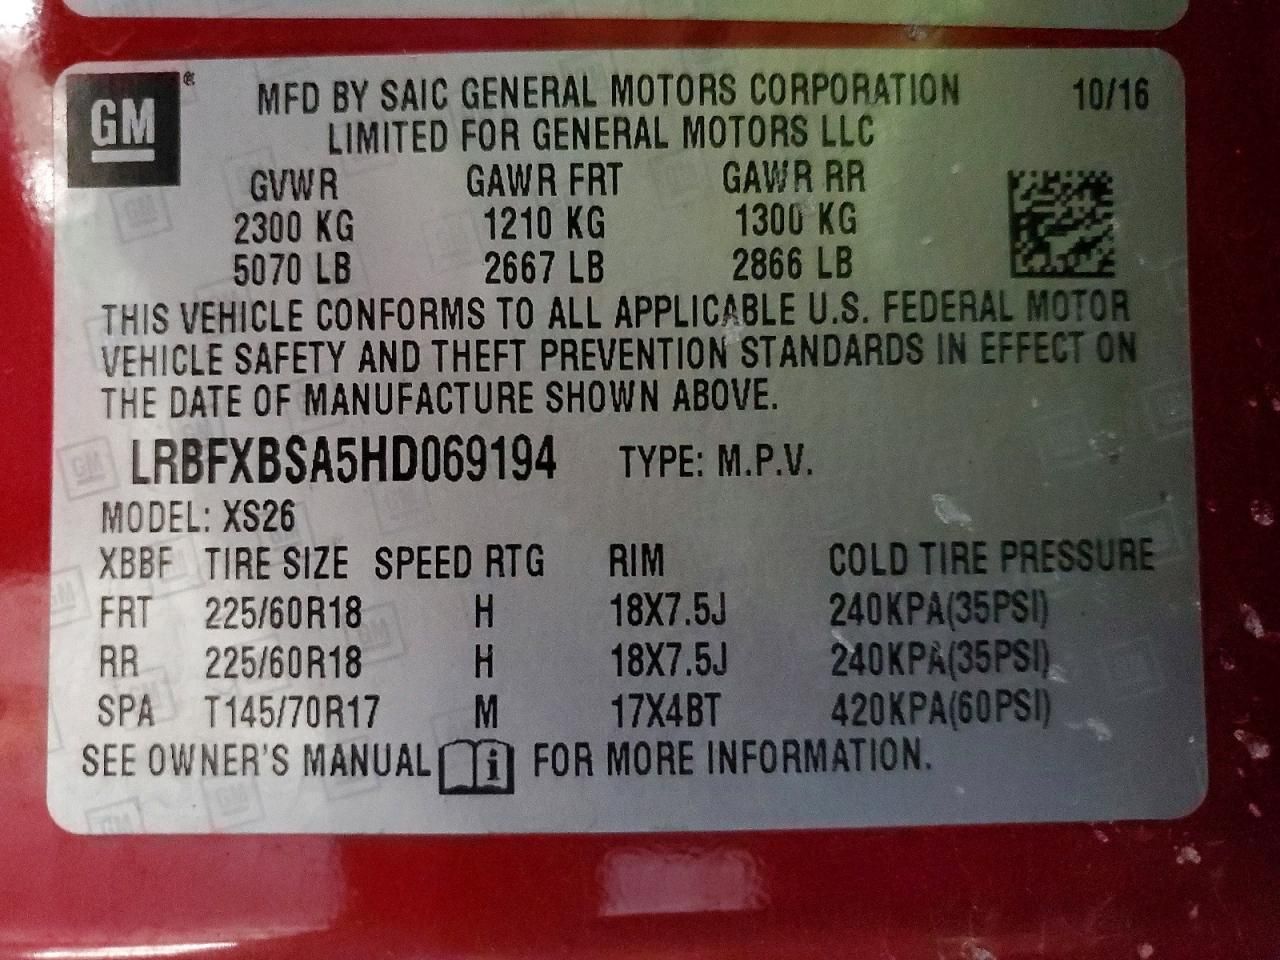 GM ® MFD BY SAIC GENERAL MOTORS CORPORATION 10/16
LIMITED FOR GENERAL MOTORS LLC
GVWR GAWR FRT GAWR RR
2300 KG 1210 KG 1300 KG
5070 LB 2667 LB 2866 LB
THIS VEHICLE CONFORMS TO ALL APPLICABLE U.S. FEDERAL MOTOR
VEHICLE SAFETY AND THEFT PREVENTION STANDARDS IN EFFECT ON
THE DATE OF MANUFACTURE SHOWN ABOVE.
LRBFXBSA5HD069194 TYPE: M.P.V.
MODEL: XS26
XBBF TIRE SIZE SPEED RTG RIM COLD TIRE PRESSURE
FRT 225/60R18 H 18X7.5J 240KPA(35PSI)
RR 225/60R18 H 18X7.5J 240KPA(35PSI)
SPA T145/70R17 M 17X4BT 420KPA(60PSI)
SEE OWNER'S MANUAL i FOR MORE INFORMATION.